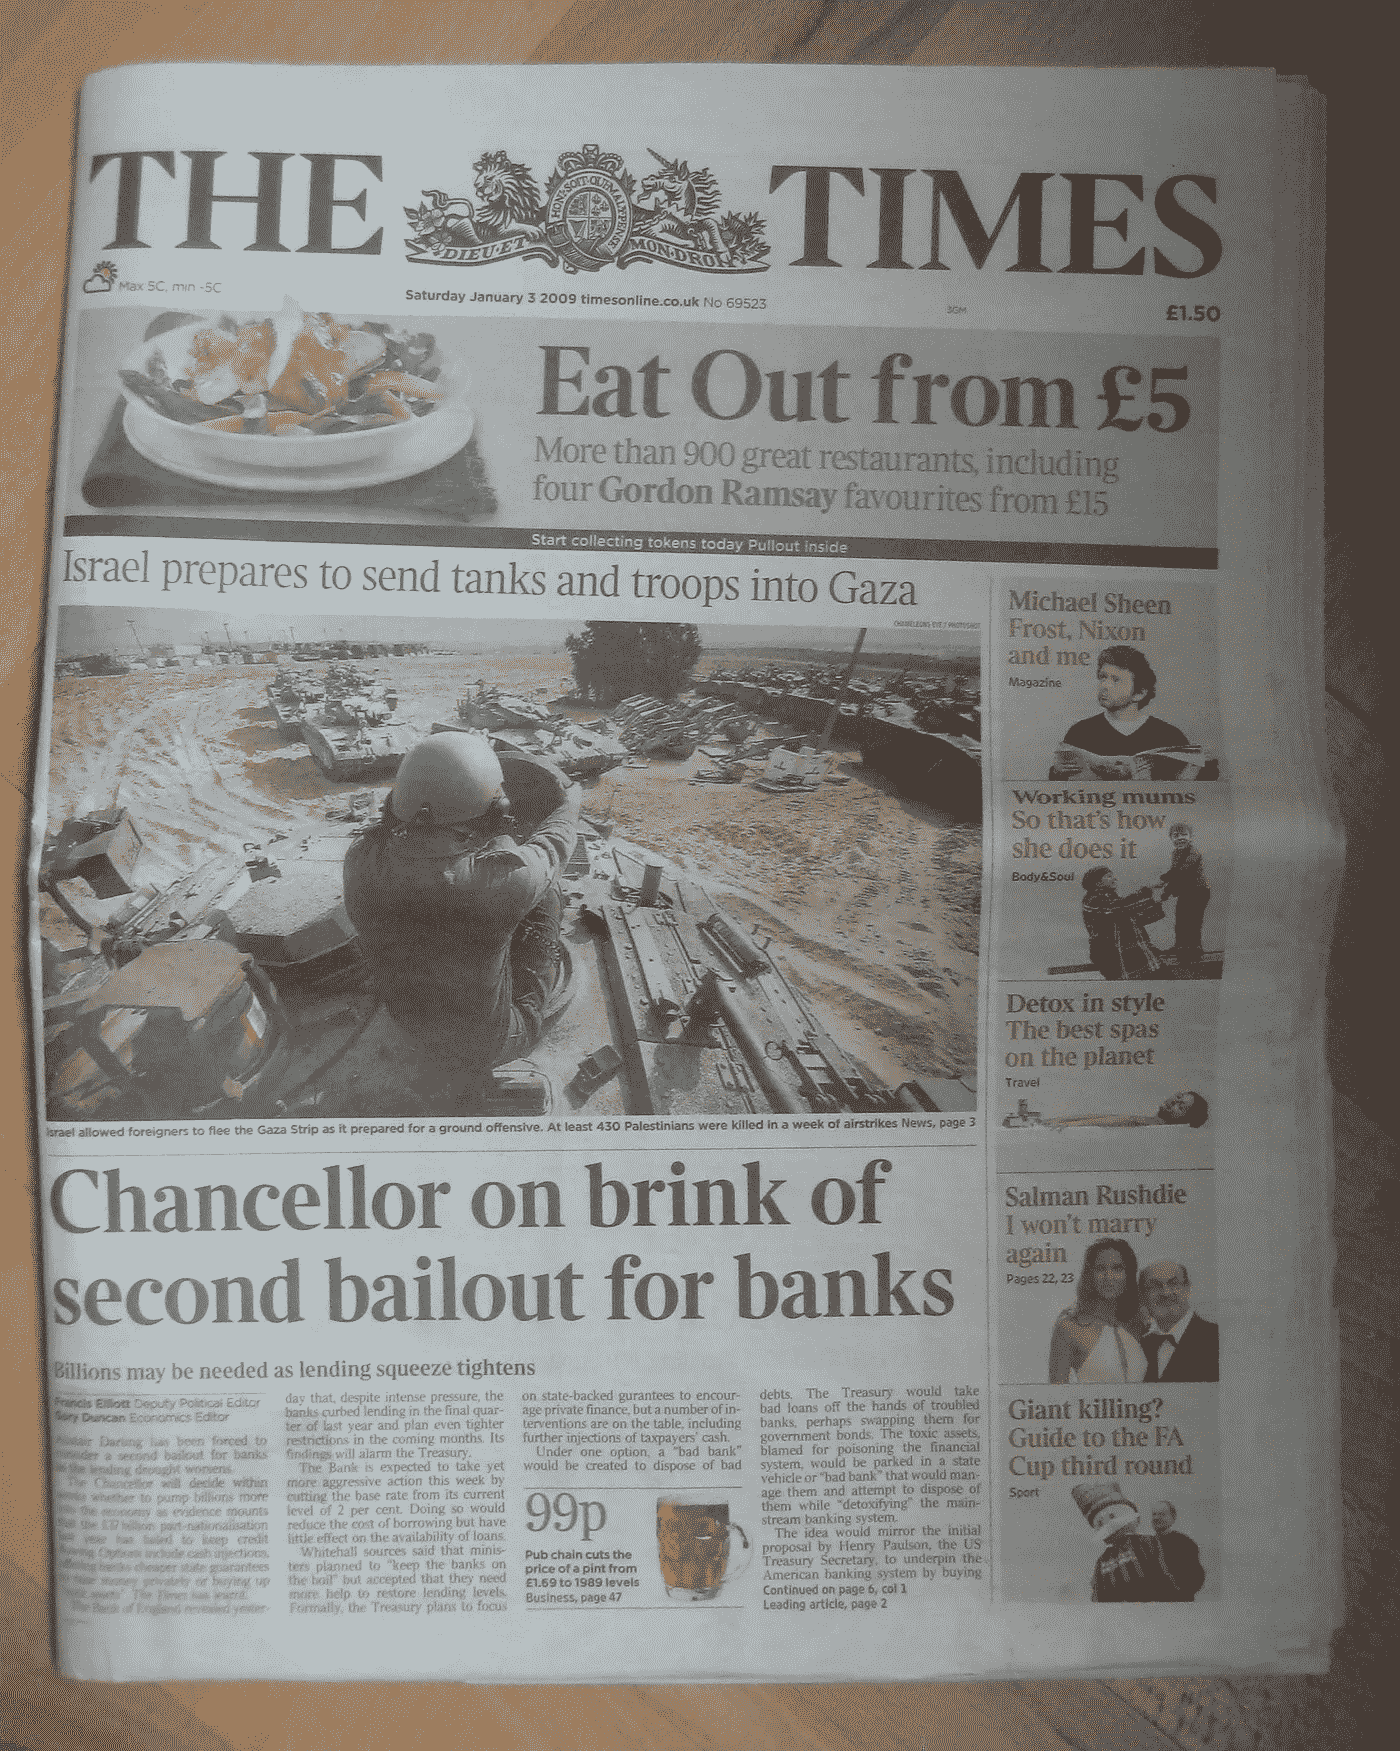 THE TIMES
HONI·SOIT·QUI·MAL·Y·PENSE
DIEU·ET MON·DROIT
Max 5C, min -5C
Saturday January 3 2009 timesonline.co.uk No 69523
3GM
£1.50
Eat Out from £5
More than 900 great restaurants, including
four Gordon Ramsay favourites from £15
Start collecting tokens today Pullout inside
Israel prepares to send tanks and troops into Gaza
CHAMELEONS EYE / PHOTOSHOT
Israel allowed foreigners to flee the Gaza Strip as it prepared for a ground offensive. At least 430 Palestinians were killed in a week of airstrikes News, page 3
Chancellor on brink of
second bailout for banks
Billions may be needed as lending squeeze tightens
Francis Elliott Deputy Political Editor
Gary Duncan Economics Editor
Alistair Darling has been forced to
consider a second bailout for banks
as the lending drought worsens.
The Chancellor will decide within
weeks whether to pump billions more
into the economy as evidence mounts
that the £37 billion part-nationalisation
last year has failed to keep credit
flowing. Options include cash injections,
offering banks cheaper state guarantees
to raise money privately or buying up
"toxic assets", The Times has learnt.
The Bank of England revealed yester-
day that, despite intense pressure, the
banks curbed lending in the final quar-
ter of last year and plan even tighter
restrictions in the coming months. Its
findings will alarm the Treasury.
The Bank is expected to take yet
more aggressive action this week by
cutting the base rate from its current
level of 2 per cent. Doing so would
reduce the cost of borrowing but have
little effect on the availability of loans.
Whitehall sources said that minis-
ters planned to "keep the banks on
the boil" but accepted that they need
more help to restore lending levels.
Formally, the Treasury plans to focus
on state-backed gurantees to encour-
age private finance, but a number of in-
terventions are on the table, including
further injections of taxpayers' cash.
Under one option, a "bad bank"
would be created to dispose of bad
99p
Pub chain cuts the
price of a pint from
£1.69 to 1989 levels
Business, page 47
debts. The Treasury would take
bad loans off the hands of troubled
banks, perhaps swapping them for
government bonds. The toxic assets,
blamed for poisoning the financial
system, would be parked in a state
vehicle or "bad bank" that would man-
age them and attempt to dispose of
them while "detoxifying" the main-
stream banking system.
The idea would mirror the initial
proposal by Henry Paulson, the US
Treasury Secretary, to underpin the
American banking system by buying
Continued on page 6, col 1
Leading article, page 2
Michael Sheen
Frost, Nixon
and me
Magazine
Working mums
So that's how
she does it
Body&Soul
Detox in style
The best spas
on the planet
Travel
Salman Rushdie
I won't marry
again
Pages 22, 23
Giant killing?
Guide to the FA
Cup third round
Sport